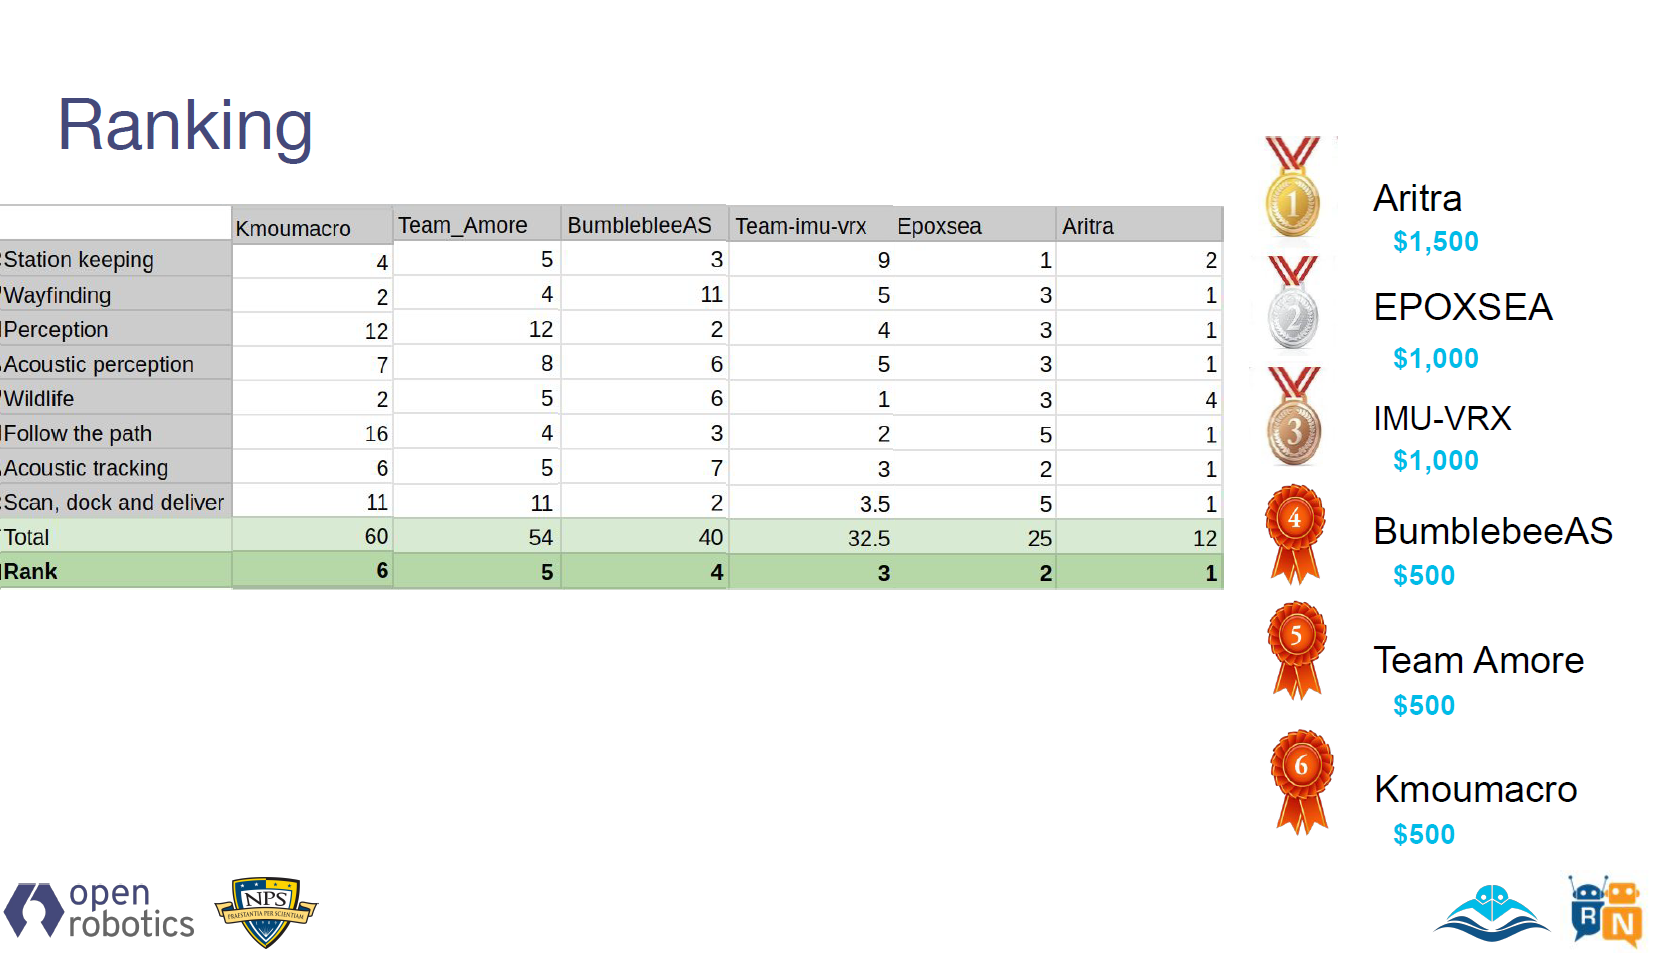 Ranking
Kmoumacro Team_Amore BumblebleeAS Team-imu-vrx Epoxsea Aritra
Station keeping 4 5 3 9 1 2
Wayfinding 2 4 11 5 3 1
Perception 12 12 2 4 3 1
Acoustic perception 7 8 6 5 3 1
Wildlife 2 5 6 1 3 4
Follow the path 16 4 3 2 5 1
Acoustic tracking 6 5 7 3 2 1
Scan, dock and deliver 11 11 2 3.5 5 1
Total 60 54 40 32.5 25 12
Rank 6 5 4 3 2 1
1 Aritra
$1,500
2 EPOXSEA
$1,000
3 IMU-VRX
$1,000
4 BumblebeeAS
$500
5 Team Amore
$500
6 Kmoumacro
$500
open
robotics
NPS
PRAESTANTIA PER SCIENTIAM
R N